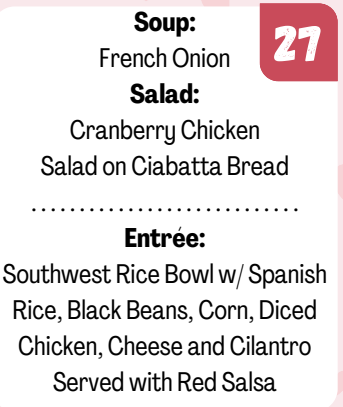 27
Soup:
French Onion
Salad:
Cranberry Chicken
Salad on Ciabatta Bread
............................
Entrée:
Southwest Rice Bowl w/ Spanish
Rice, Black Beans, Corn, Diced
Chicken, Cheese and Cilantro
Served with Red Salsa